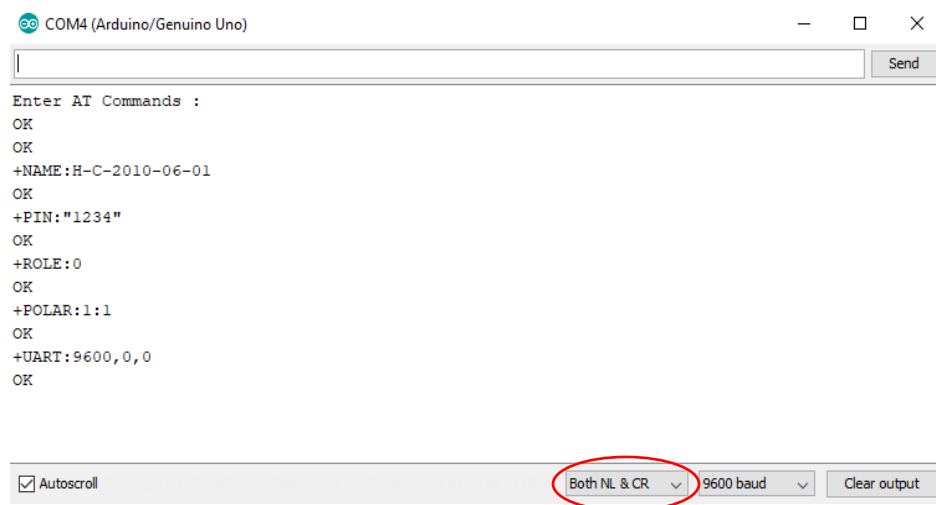 COM4 (Arduino/Genuino Uno)
Send
Enter AT Commands :
OK
OK
+NAME:H-C-2010-06-01
OK
+PIN:"1234"
OK
+ROLE:0
OK
+POLAR:1:1
OK
+UART:9600,0,0
OK
Autoscroll Both NL & CR 9600 baud Clear output